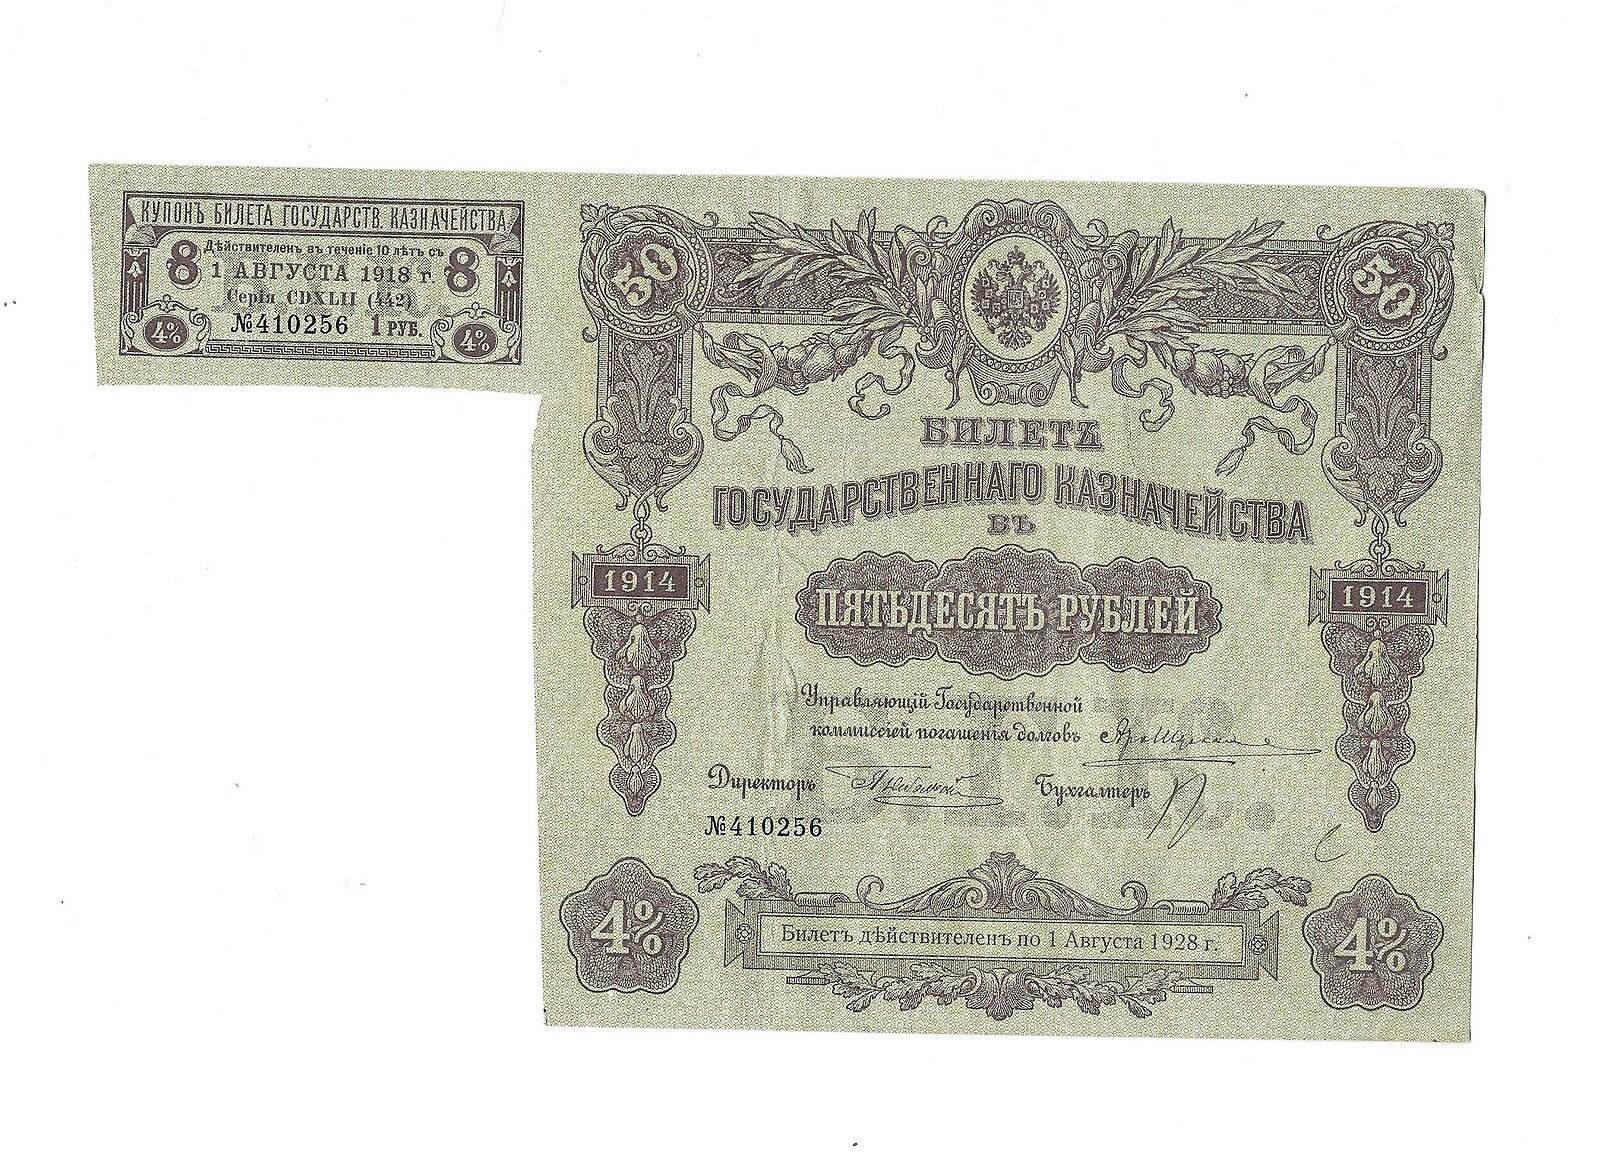 КУПОНЪ БИЛЕТА ГОСУДАРСТВ. КАЗНАЧЕЙСТВА
Дѣйствителенъ въ теченіе 10 лѣтъ съ
8 1 АВГУСТА 1918 г. 8
Серія CDXLII (442)
4% №410256 1 РУБ. 4%
50 50
БИЛЕТЪ
ГОСУДАРСТВЕННАГО КАЗНАЧЕЙСТВА
ВЪ
1914 1914
ПЯТЬДЕСЯТЪ РУБЛЕЙ
Управляющій Государственной
коммиссіей погашенія долговъ
Директоръ Бухгалтеръ
№410256
4% 4%
Билетъ дѣйствителенъ по 1 Августа 1928 г.